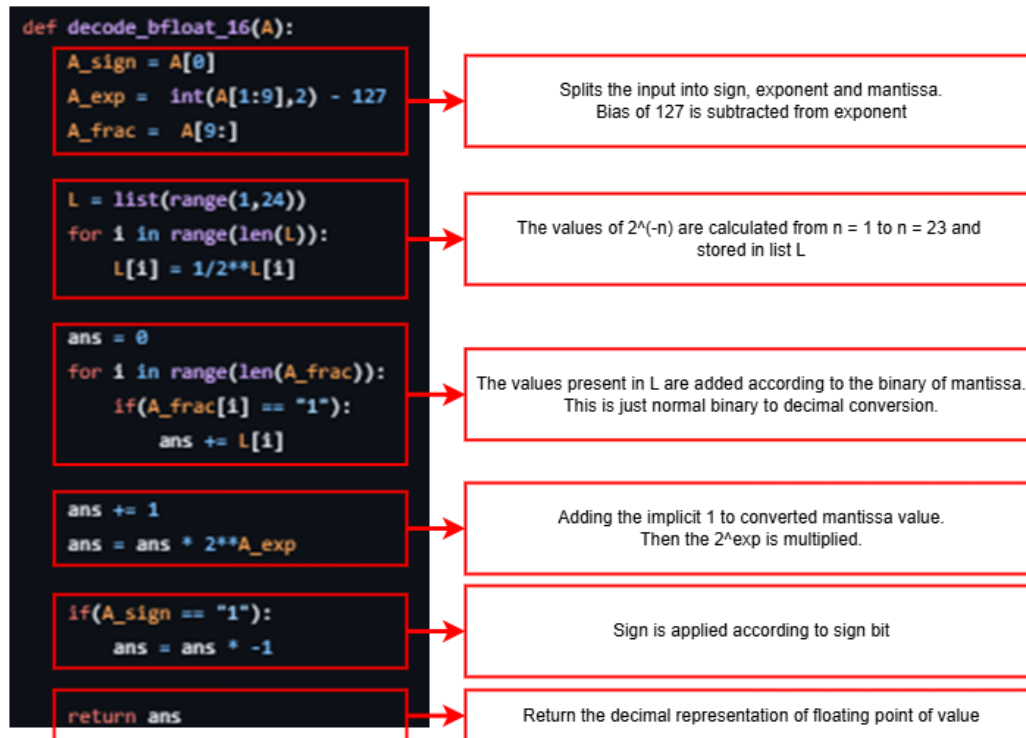 def decode_bfloat_16(A):
A_sign = A[0]
A_exp =  int(A[1:9],2) - 127
A_frac =  A[9:]
Splits the input into sign, exponent and mantissa.
Bias of 127 is subtracted from exponent
L = list(range(1,24))
for i in range(len(L)):
L[i] = 1/2**L[i]
The values of 2^(-n) are calculated from n = 1 to n = 23 and
stored in list L
ans = 0
for i in range(len(A_frac)):
if(A_frac[i] == "1"):
ans += L[i]
The values present in L are added according to the binary of mantissa.
This is just normal binary to decimal conversion.
ans += 1
ans = ans * 2**A_exp
Adding the implicit 1 to converted mantissa value.
Then the 2^exp is multiplied.
if(A_sign == "1"):
ans = ans * -1
Sign is applied according to sign bit
return ans
Return the decimal representation of floating point of value